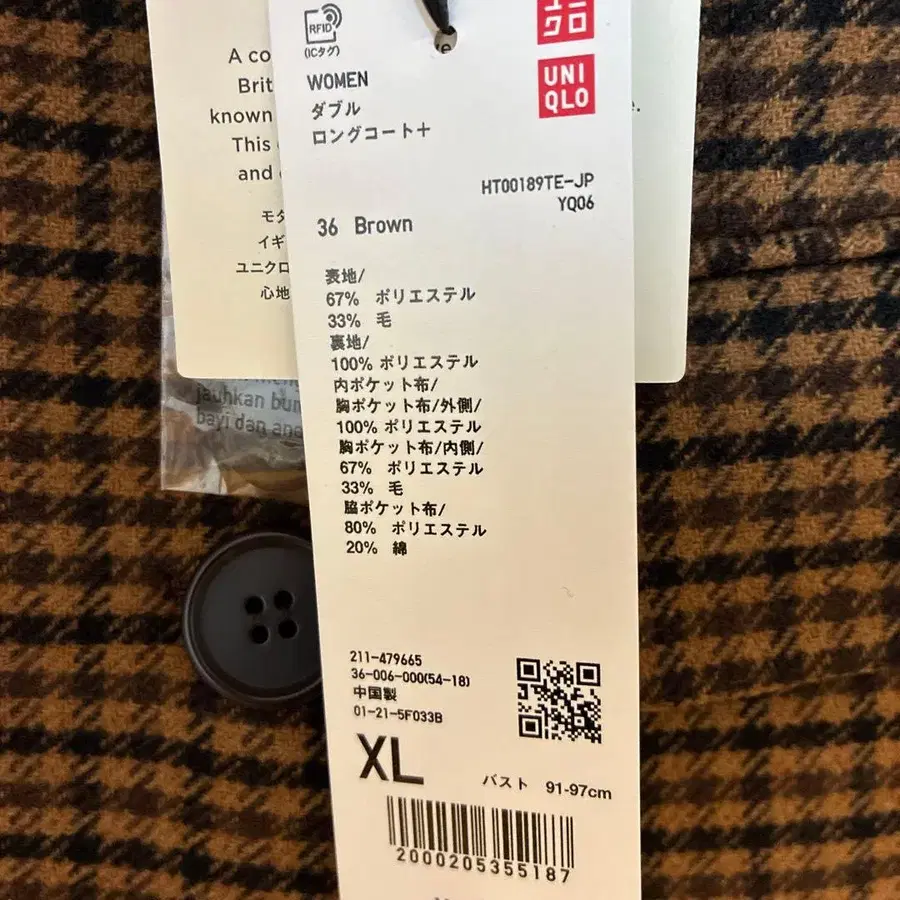 RFID
(ICタグ)
WOMEN
ダブル
ロングコート+
UNI
QLO
HT00189TE-JP
YQ06
36 Brown
表地/
67% ポリエステル
33% 毛
裏地/
100% ポリエステル
内ポケット布/
胸ポケット布/外側/
100% ポリエステル
胸ポケット布/内側/
67% ポリエステル
33% 毛
脇ポケット布/
80% ポリエステル
20% 綿
211-479665
36-006-000(54-18)
中国製
01-21-5F033B
XL
バスト 91-97cm
2000205355187
A
Brit
known
This
and
イギ
ユニクロ
心地
jauhkan
bayi dan